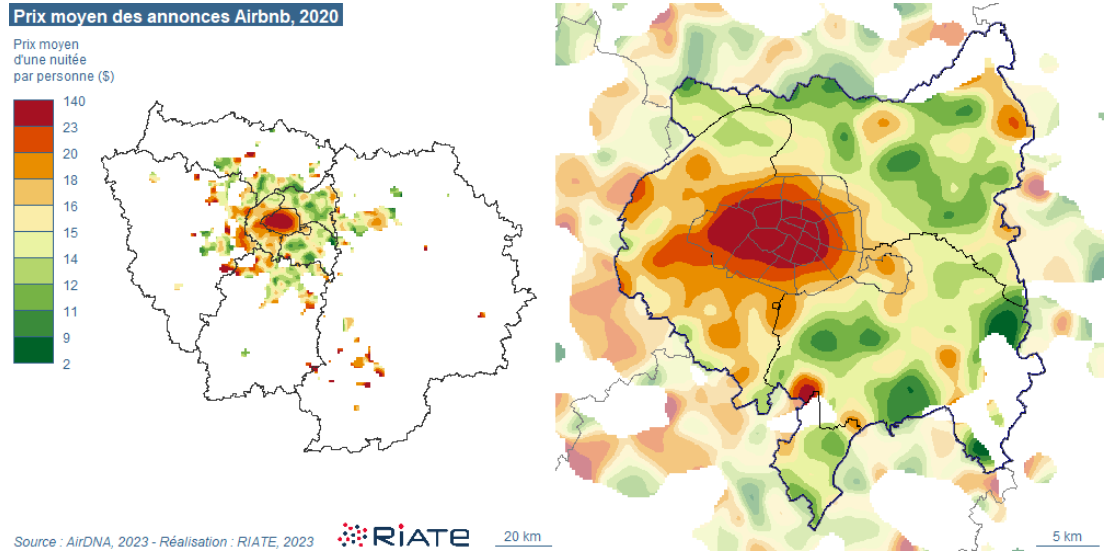 Prix moyen des annonces Airbnb, 2020
Prix moyen
d'une nuitée
par personne ($)
140
23
20
18
16
15
14
12
11
9
2
Source : AirDNA, 2023 - Réalisation : RIATE, 2023
RIATE
20 km
5 km